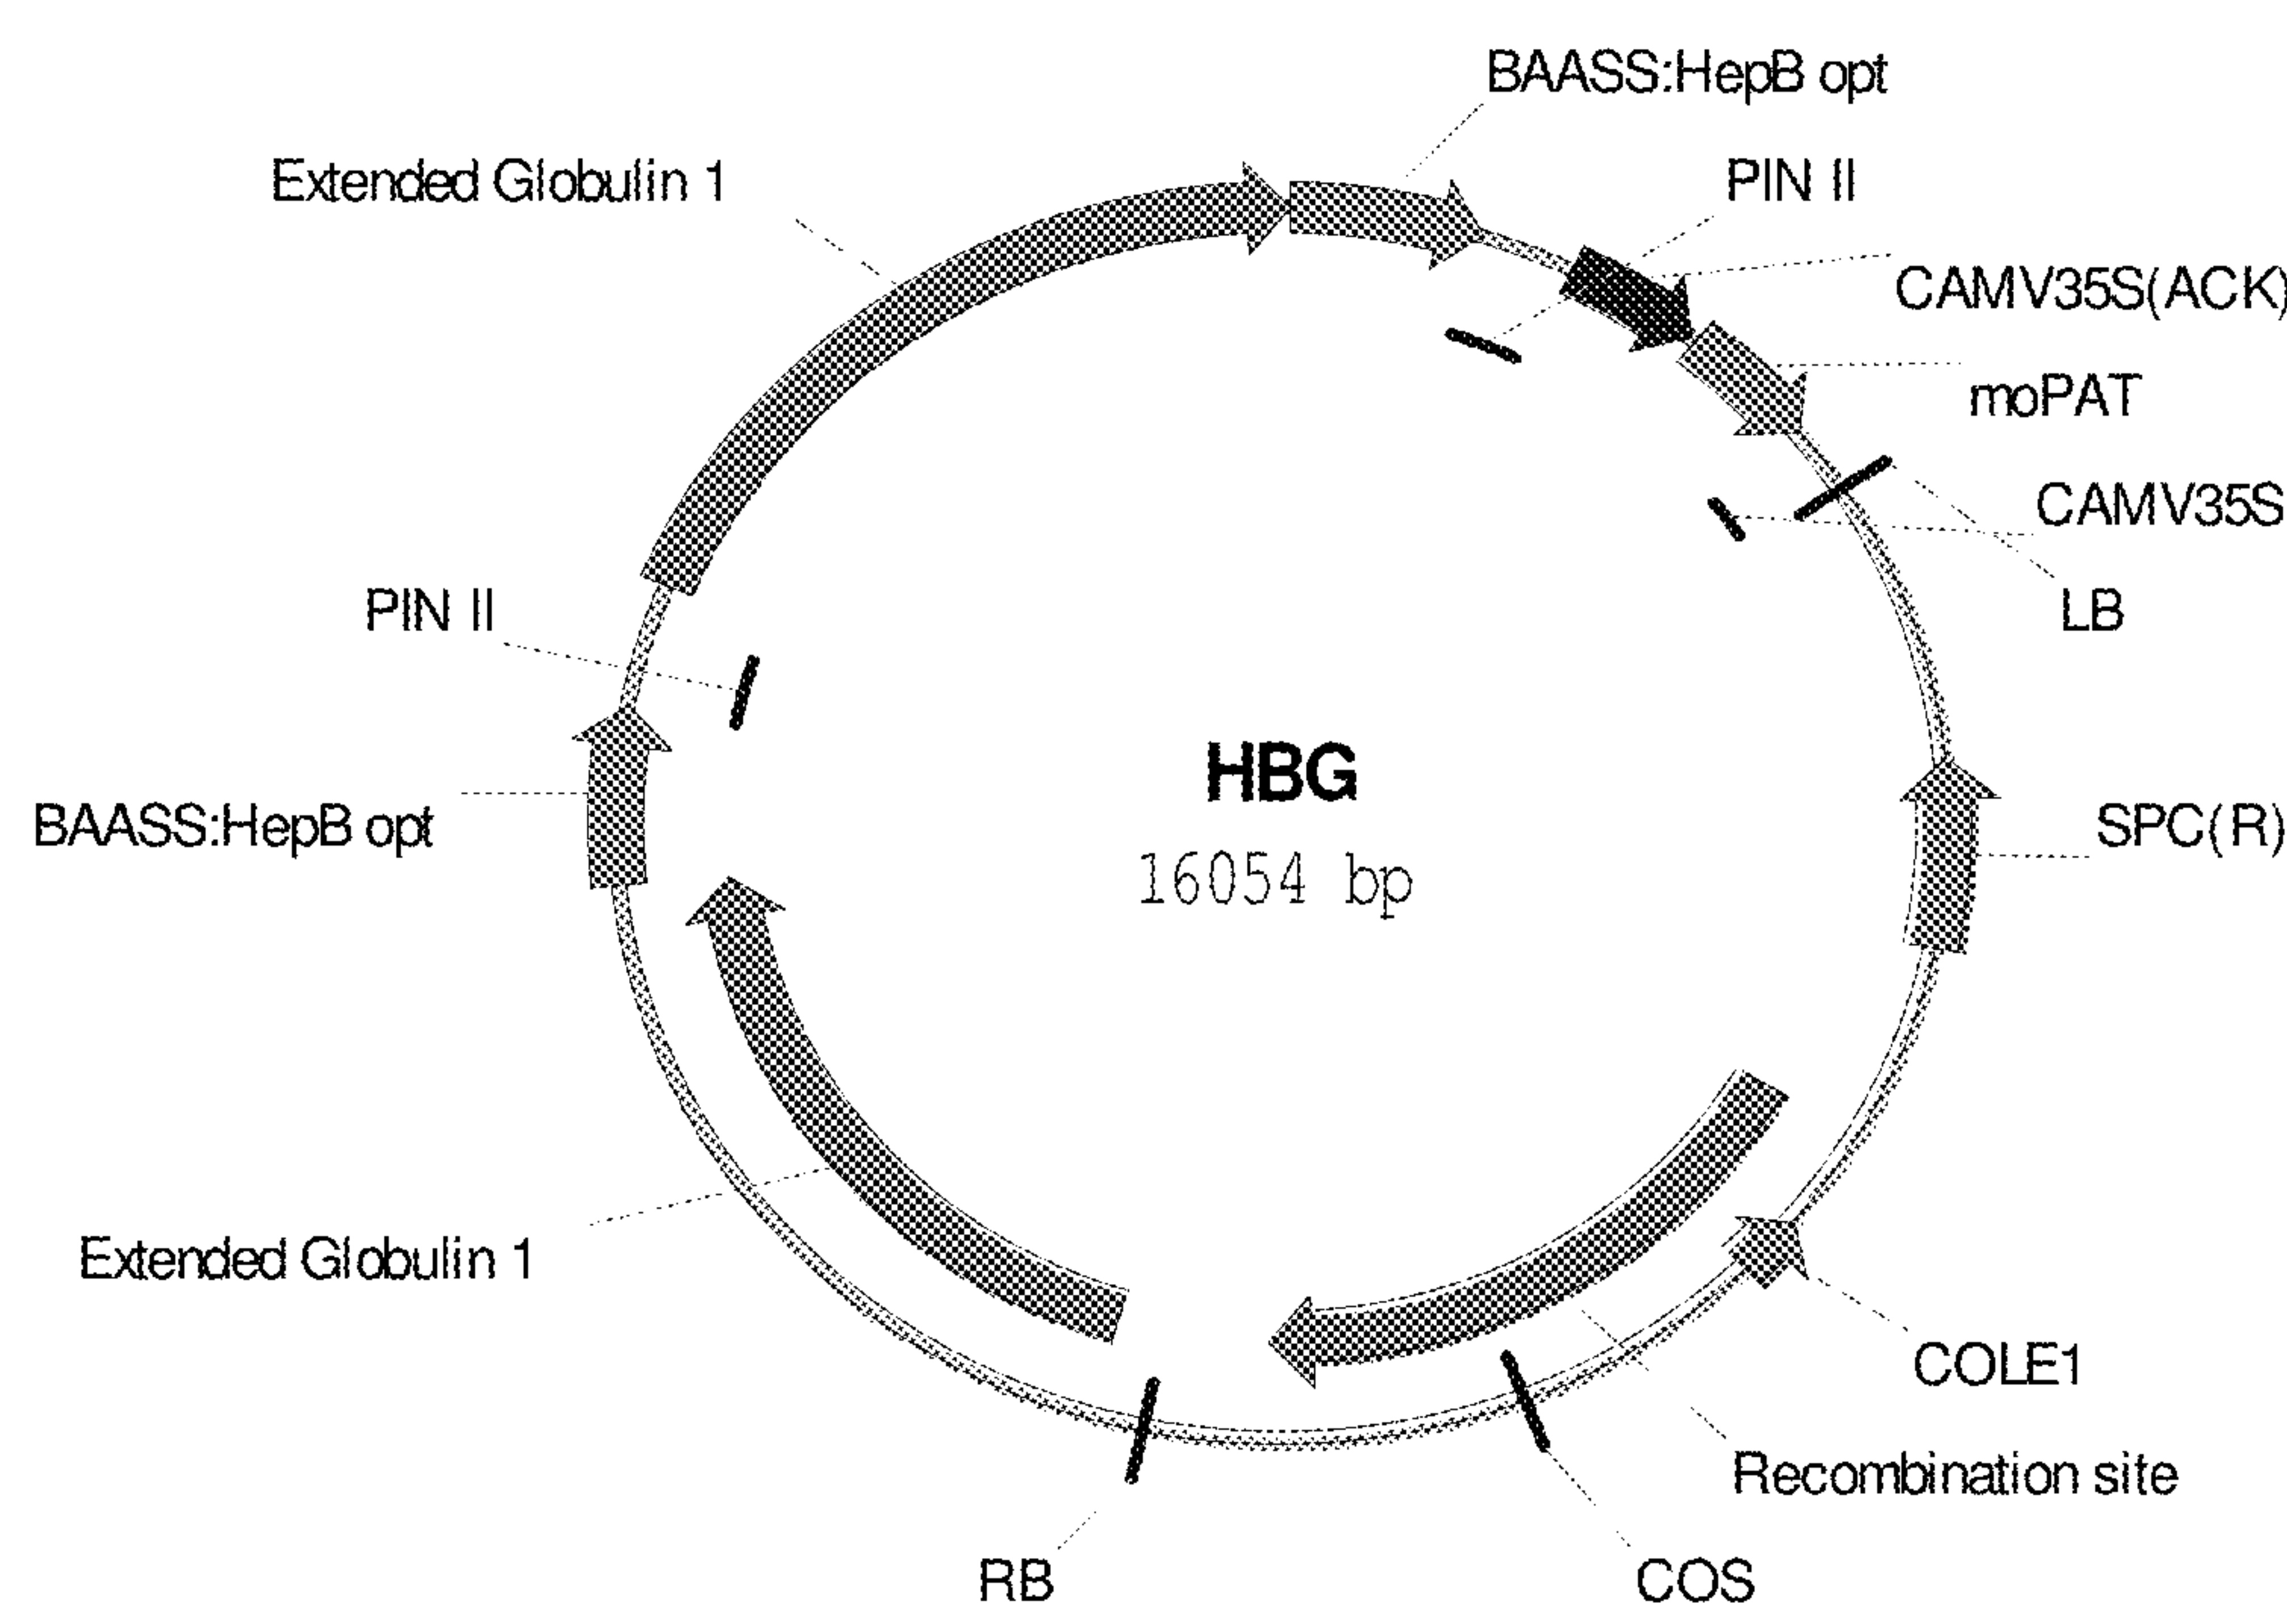 BAASS:HepB opt
Extended Globulin 1
PIN II
CAMV35S(ACK)
moPAT
CAMV35S
PIN II
LB
HBG
16054 bp
BAASS:HepB opt
SPC(R)
Extended Globulin 1
COLE1
Recombination site
RB
COS